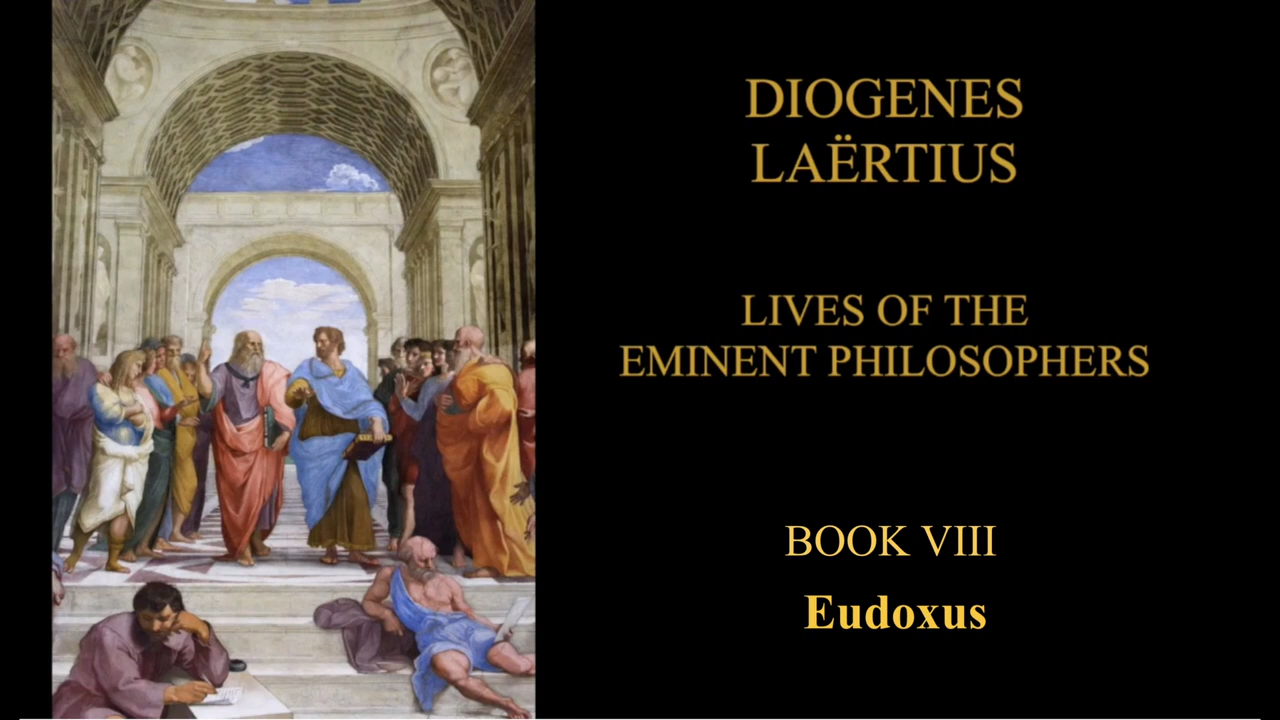 DIOGENES
LAËRTIUS
LIVES OF THE
EMINENT PHILOSOPHERS
BOOK VIII
Eudoxus